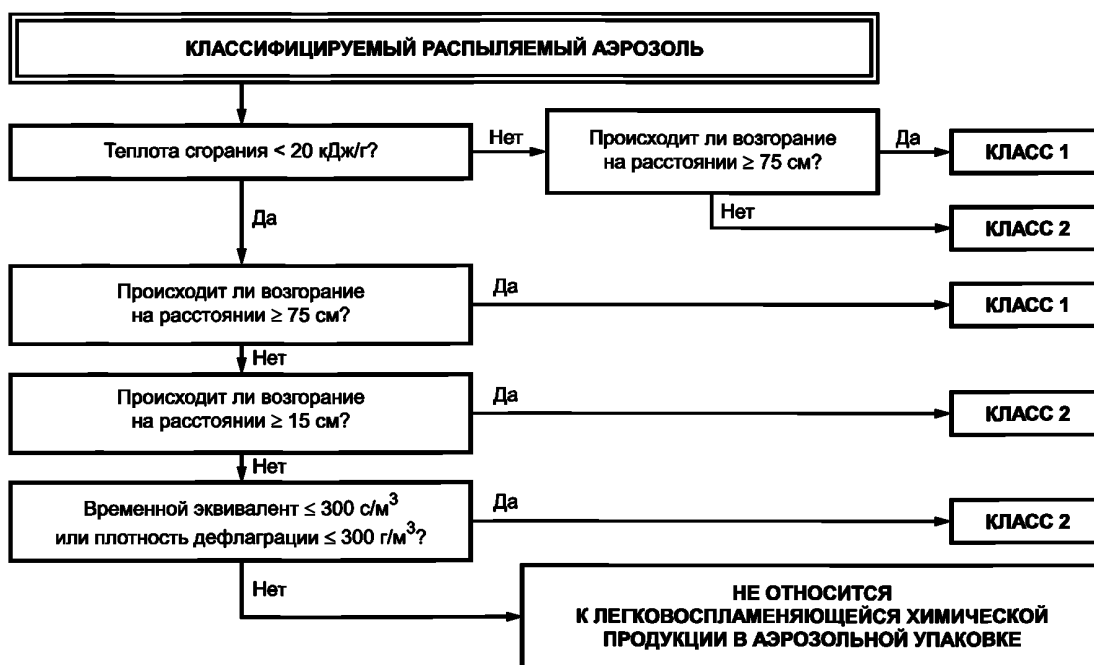 КЛАССИФИЦИРУЕМЫЙ РАСПЫЛЯЕМЫЙ АЭРОЗОЛЬ
Теплота сгорания < 20 кДж/г?
Нет
Происходит ли возгорание
на расстоянии ≥ 75 см?
Да
КЛАСС 1
Нет
КЛАСС 2
Да
Происходит ли возгорание
на расстоянии ≥ 75 см?
Да
КЛАСС 1
Нет
Происходит ли возгорание
на расстоянии ≥ 15 см?
Да
КЛАСС 2
Нет
Временной эквивалент ≤ 300 с/м³
или плотность дефлаграции ≤ 300 г/м³?
Да
КЛАСС 2
Нет
НЕ ОТНОСИТСЯ
К ЛЕГКОВОСПЛАМЕНЯЮЩЕЙСЯ ХИМИЧЕСКОЙ
ПРОДУКЦИИ В АЭРОЗОЛЬНОЙ УПАКОВКЕ